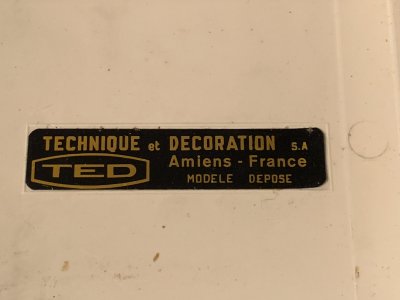 TECHNIQUE et DECORATION S.A
TED
Amiens - France
MODELE DEPOSE